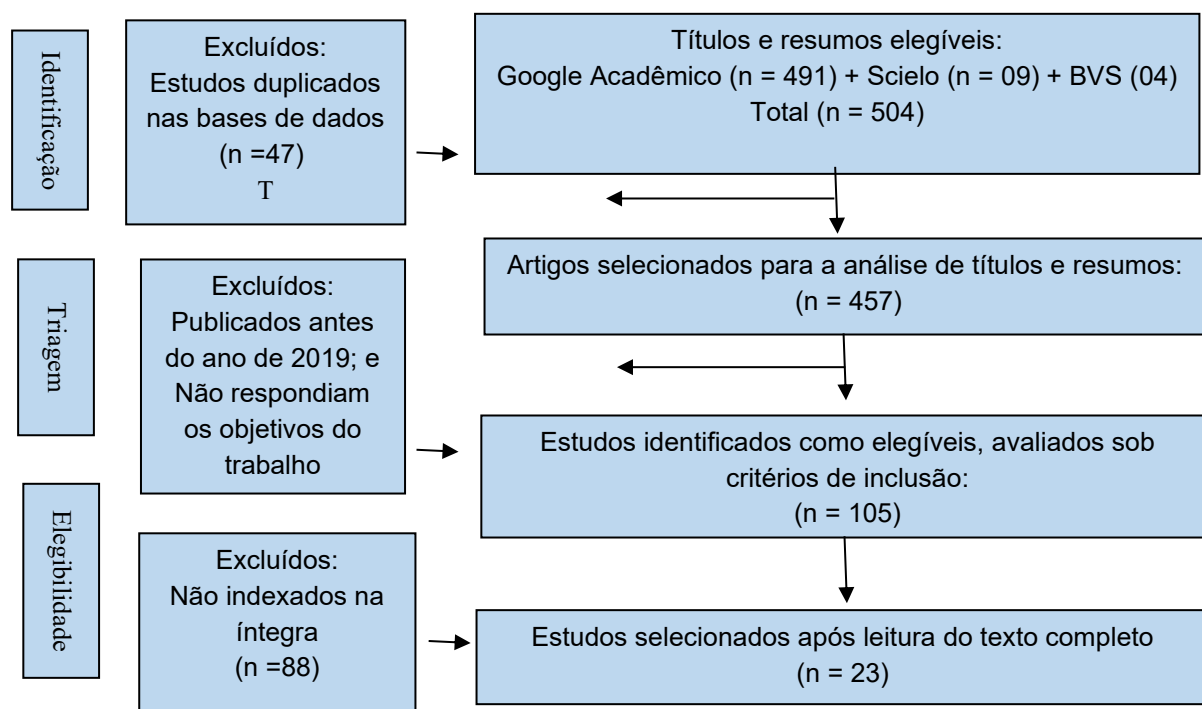 Identificação
Excluídos:
Estudos duplicados
nas bases de dados
(n =47)
T
Títulos e resumos elegíveis:
Google Acadêmico (n = 491) + Scielo (n = 09) + BVS (04)
Total (n = 504)
Artigos selecionados para a análise de títulos e resumos:
(n = 457)
Triagem
Excluídos:
Publicados antes
do ano de 2019; e
Não respondiam
os objetivos do
trabalho
Estudos identificados como elegíveis, avaliados sob
critérios de inclusão:
(n = 105)
Elegibilidade
Excluídos:
Não indexados na
íntegra
(n =88)
Estudos selecionados após leitura do texto completo
(n = 23)